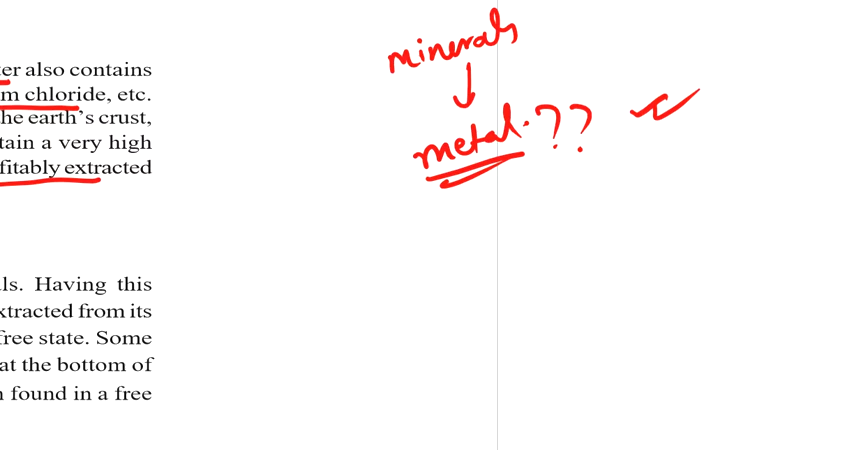 ter also contains
m chloride, etc.
he earth's crust,
tain a very high
fitably extracted
ls. Having this
xtracted from its
free state. Some
at the bottom of
n found in a free
minerals
↓
metal. ??